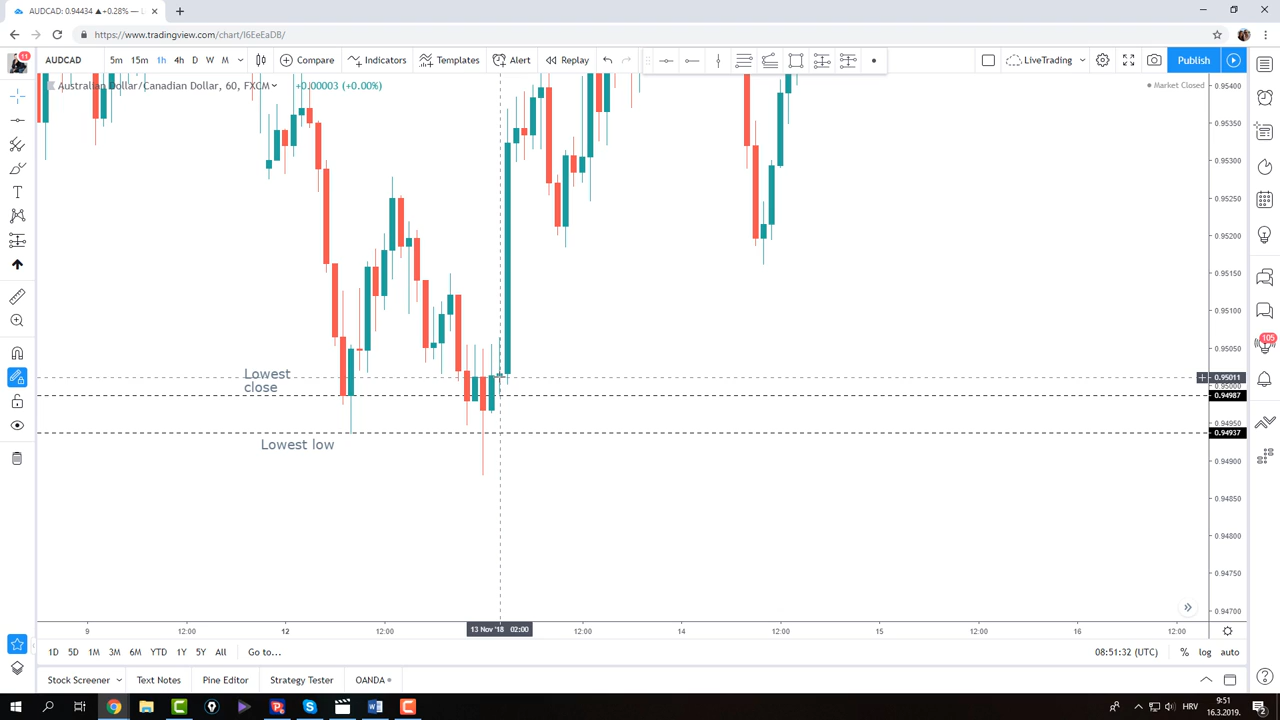 AUDCAD: 0.94434 ▲+0.28% — L
https://www.tradingview.com/chart/I6EeEaDB/
11
AUDCAD 5m 15m 1h 4h D W M Compare Indicators Templates Alert Replay LiveTrading Publish
Australian Dollar/Canadian Dollar, 60, FXCM +0.00003 (+0.00%)
Market Closed
0.95400
0.95350
0.95300
0.95250
0.95200
0.95150
0.95100
0.95050
0.95011
0.95000
0.94987
0.94950
0.94937
0.94900
0.94850
0.94800
0.94750
0.94700
105
Lowest
close
Lowest low
9 12:00 12 12:00 13 Nov '18 02:00 12:00 14 12:00 15 12:00 16 12:00
1D 5D 1M 3M 6M YTD 1Y 5Y All Go to... 08:51:32 (UTC) % log auto
Stock Screener Text Notes Pine Editor Strategy Tester OANDA
HRV 9:51
16.3.2019.
2